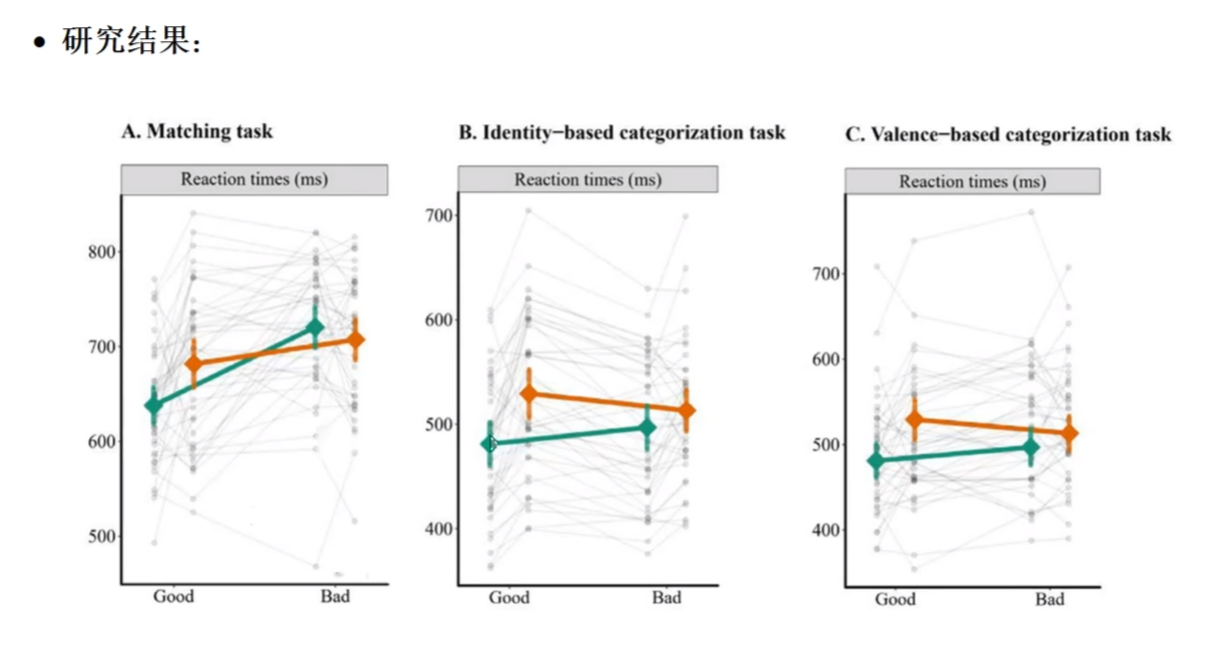 • 研究结果：
A. Matching task
Reaction times (ms)
800
700
600
500
Good Bad
B. Identity−based categorization task
Reaction times (ms)
700
600
500
400
Good Bad
C. Valence−based categorization task
Reaction times (ms)
700
600
500
400
Good Bad